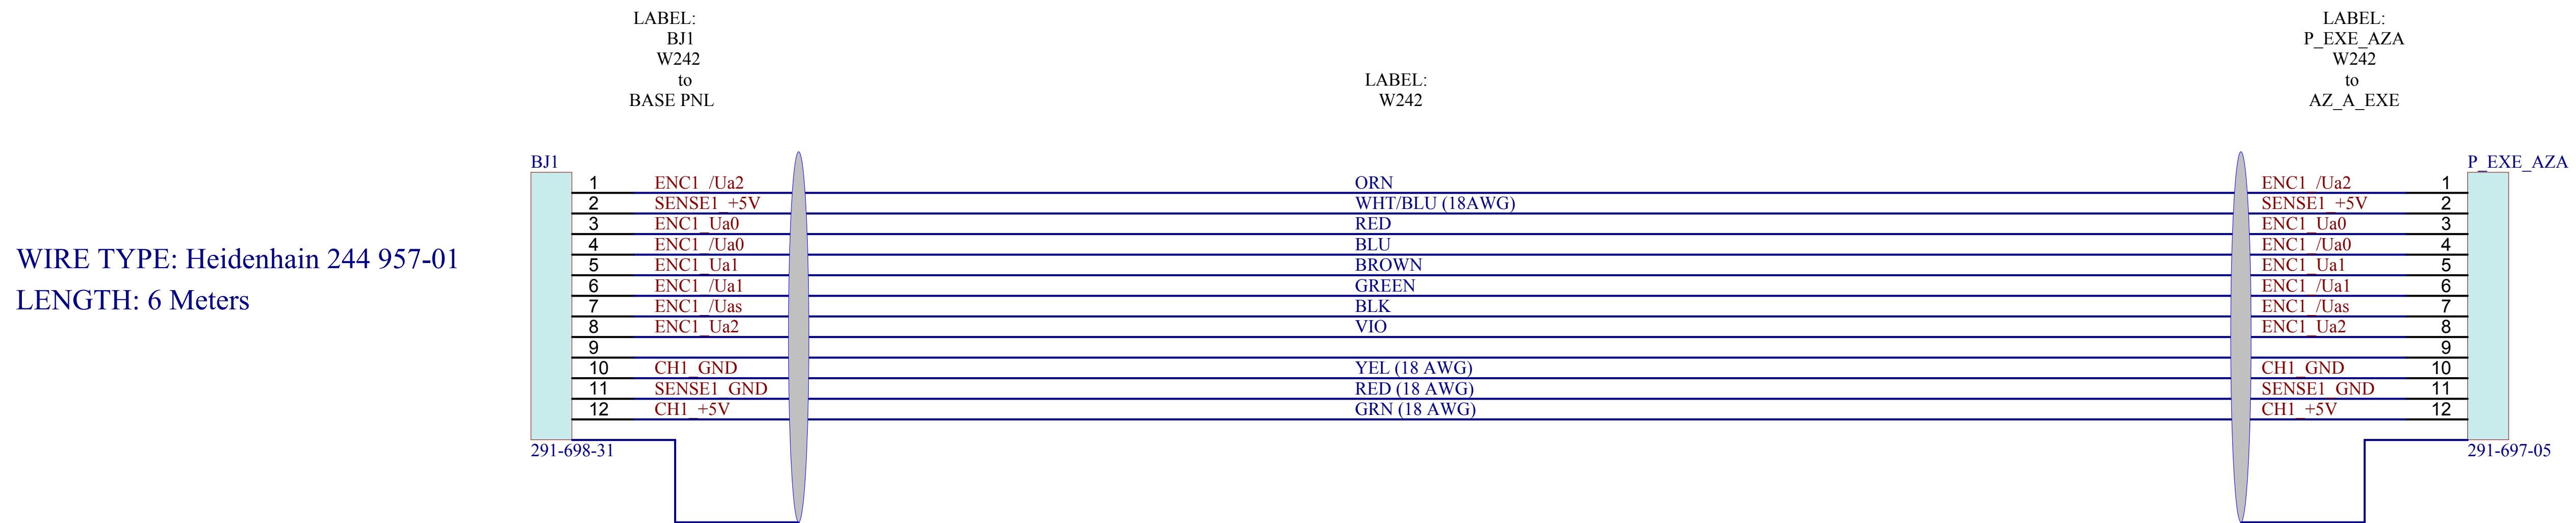 LABEL:
BJ1
W242
to
BASE PNL
LABEL:
W242
LABEL:
P_EXE_AZA
W242
to
AZ_A_EXE
WIRE TYPE: Heidenhain 244 957-01
LENGTH: 6 Meters
BJ1
P_EXE_AZA
1 ENC1_/Ua2 ORN ENC1_/Ua2 1
2 SENSE1_+5V WHT/BLU (18AWG) SENSE1_+5V 2
3 ENC1_Ua0 RED ENC1_Ua0 3
4 ENC1_/Ua0 BLU ENC1_/Ua0 4
5 ENC1_Ua1 BROWN ENC1_Ua1 5
6 ENC1_/Ua1 GREEN ENC1_/Ua1 6
7 ENC1_/Uas BLK ENC1_/Uas 7
8 ENC1_Ua2 VIO ENC1_Ua2 8
9 9
10 CH1_GND YEL (18 AWG) CH1_GND 10
11 SENSE1_GND RED (18 AWG) SENSE1_GND 11
12 CH1_+5V GRN (18 AWG) CH1_+5V 12
291-698-31
291-697-05